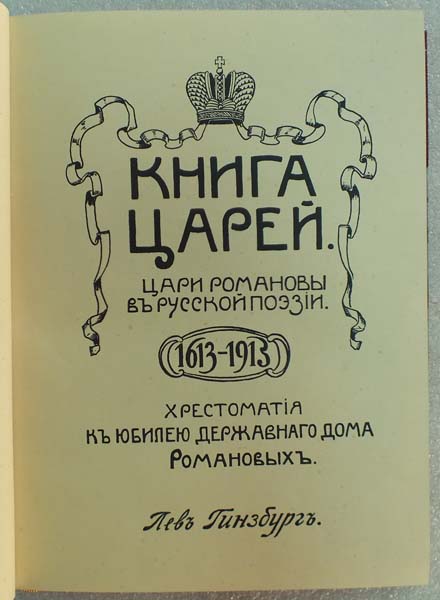 КНИГА
ЦАРЕЙ.
ЦАРИ РОМАНОВЫ
ВЪ РУССКОЙ ПОЭЗІИ.
1613-1913
ХРЕСТОМАТІЯ
КЪ ЮБИЛЕЮ ДЕРЖАВНАГО ДОМА
РОМАНОВЫХЪ.
Левъ Гинзбургъ.